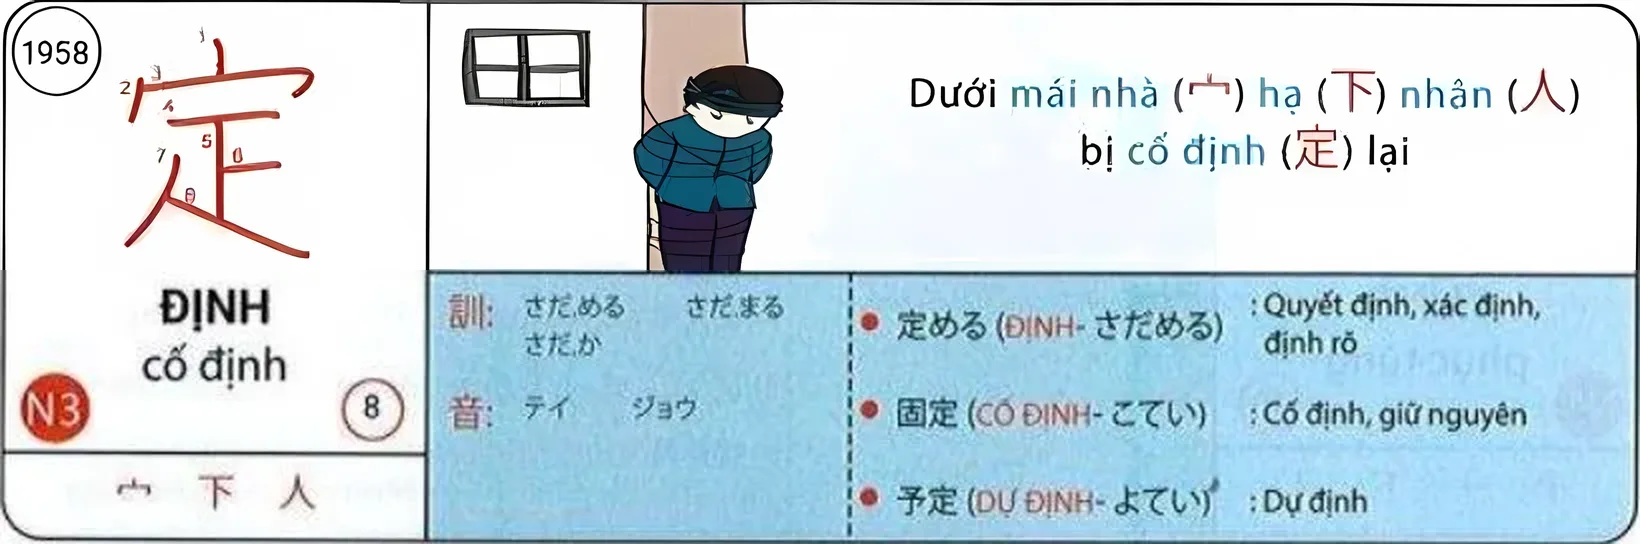 1958
定
ĐỊNH
cố định
N3
8
宀 下 人
Dưới mái nhà (宀) hạ (下) nhân (人)
bị cố định (定) lại
訓: さだ.める さだ.まる
さだ.か
音: テイ ジョウ
定める (ĐỊNH- さだめる) : Quyết định, xác định,
định rõ
固定 (CỐ ĐỊNH- こてい) : Cố định, giữ nguyên
予定 (DỰ ĐỊNH- よてい) : Dự định